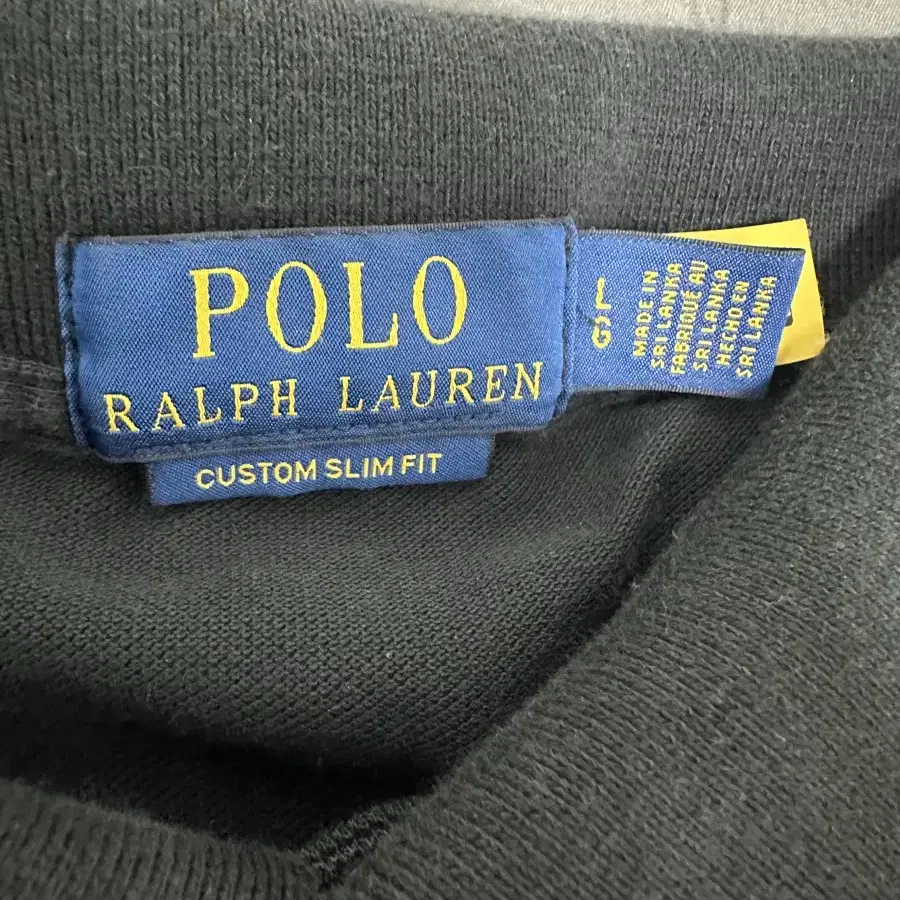 POLO
RALPH LAUREN
CUSTOM SLIM FIT
L
G
MADE IN
SRI LANKA
FABRIQUÉ AU
SRI LANKA
HECHO EN
SRI LANKA